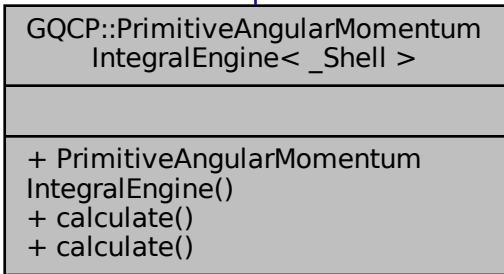 GQCP::PrimitiveAngularMomentum
IntegralEngine< _Shell >
+ PrimitiveAngularMomentum
IntegralEngine()
+ calculate()
+ calculate()